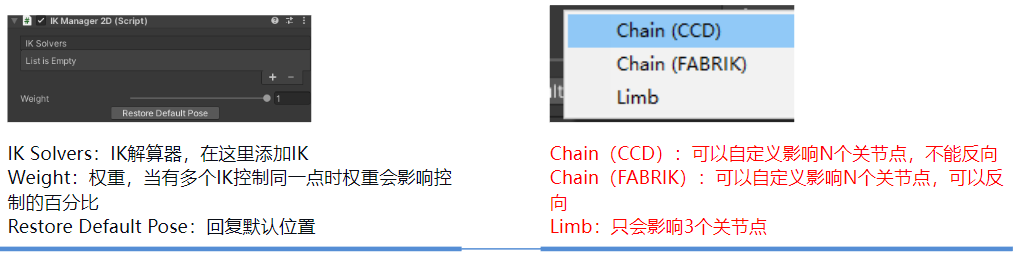 IK Manager 2D (Script)
IK Solvers
List is Empty
+ −
Weight 1
Restore Default Pose
IK Solvers：IK解算器，在这里添加IK
Weight：权重，当有多个IK控制同一点时权重会影响控
制的百分比
Restore Default Pose：回复默认位置
Chain (CCD)
Chain (FABRIK)
Limb
ult
Chain（CCD）：可以自定义影响N个关节点，不能反向
Chain（FABRIK）：可以自定义影响N个关节点，可以反
向
Limb：只会影响3个关节点